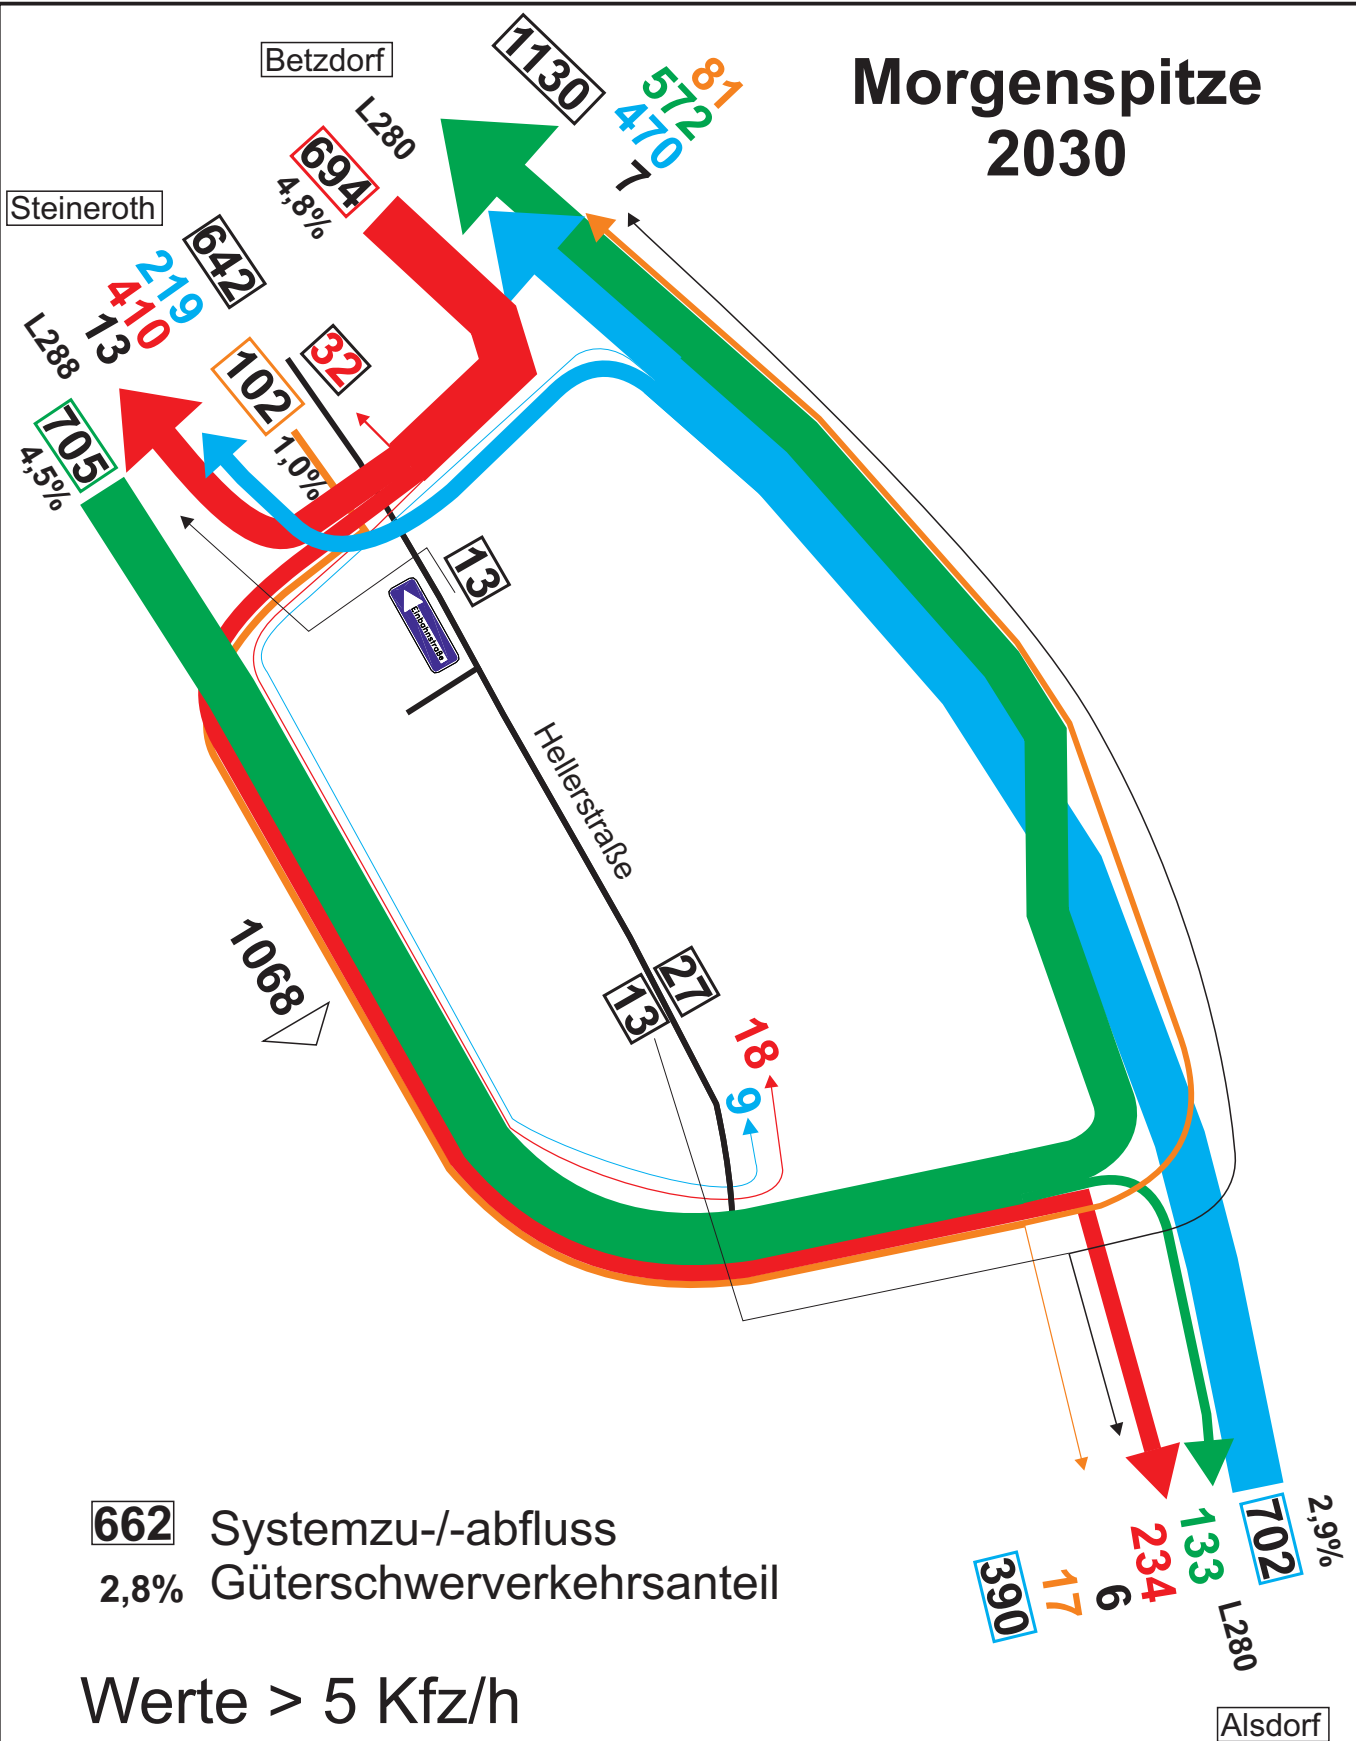 Morgenspitze
2030
Betzdorf
L280
694
4,8%
1130
81
572
470
7
Steineroth
642
219
410
13
L288
705
4,5%
102
1,0%
32
13
Einbahnstraße
Hellerstraße
1068
13
27
18
9
390
17
6
234
133
702
2,9%
L280
Alsdorf
662 Systemzu-/-abfluss
2,8% Güterschwerverkehrsanteil
Werte > 5 Kfz/h